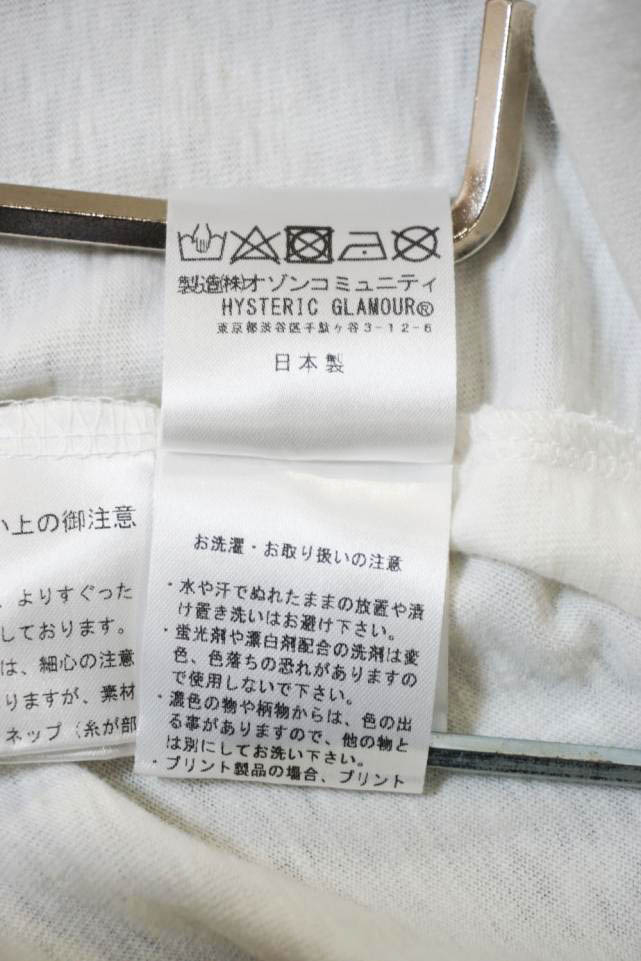 製造(株)オゾンコミュニティ
HYSTERIC GLAMOUR®
東京都渋谷区千駄ヶ谷3-12-6
日本製
お洗濯・お取り扱いの注意
・水や汗でぬれたままの放置や漬
け置き洗いはお避け下さい。
・蛍光剤や漂白剤配合の洗剤は変
色、色落ちの恐れがありますの
で使用しないで下さい。
・濃色の物や柄物からは、色の出
る事がありますので、他の物と
は別にしてお洗い下さい。
・プリント製品の場合、プリント
い上の御注意
、よりすぐった
しております。
は、細心の注意
りますが、素材
ネップ（糸が部